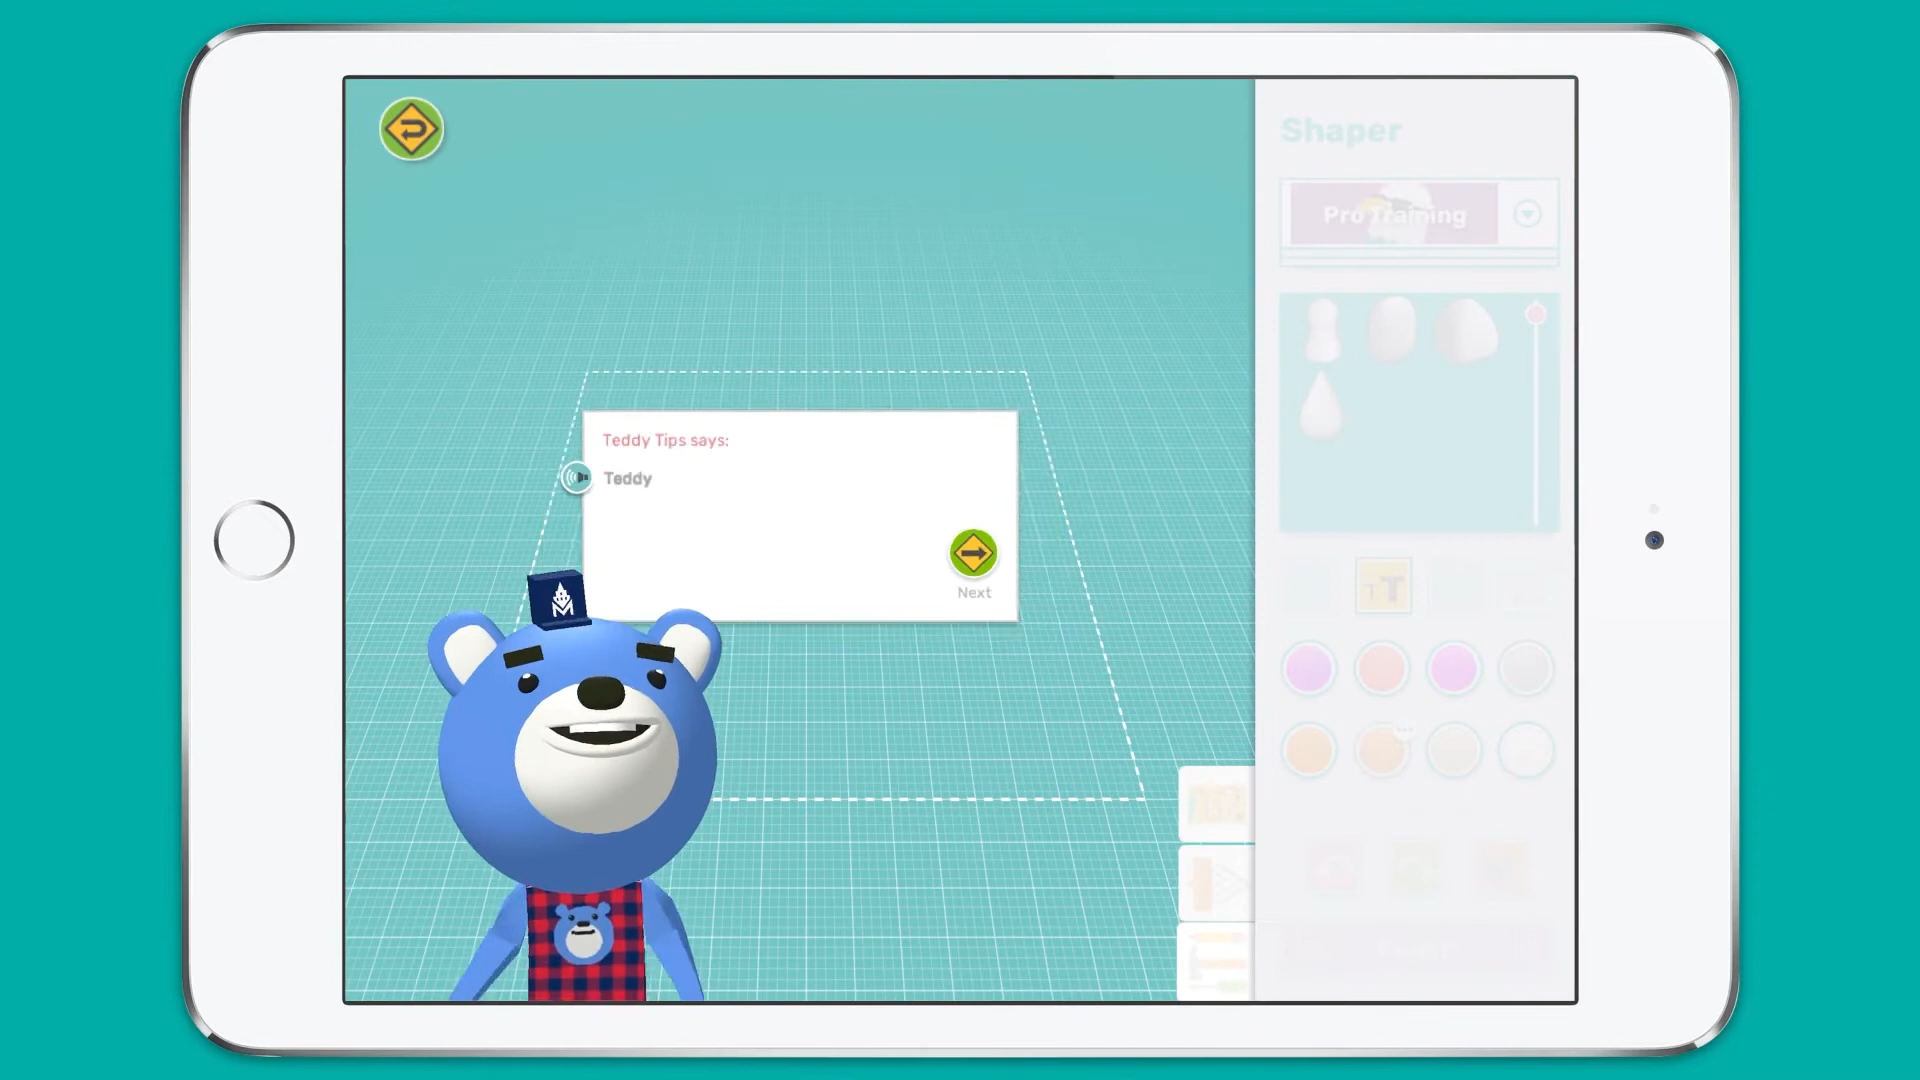 Shaper
Pro Training
Teddy Tips says:
Teddy
Next